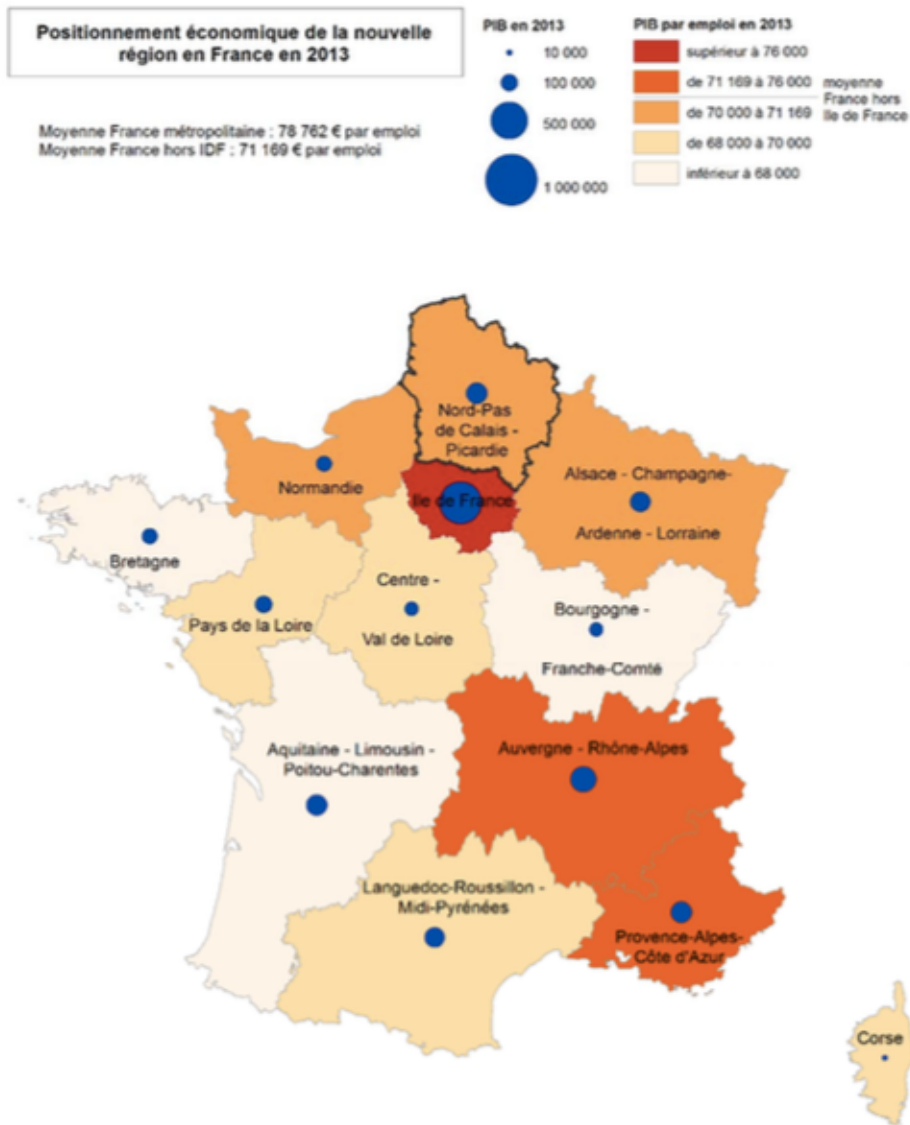 Positionnement économique de la nouvelle
région en France en 2013
Moyenne France métropolitaine : 78 762 € par emploi
Moyenne France hors IDF : 71 169 € par emploi
PIB en 2013
10 000
100 000
500 000
1 000 000
PIB par emploi en 2013
supérieur à 76 000
de 71 169 à 76 000
de 70 000 à 71 169
de 68 000 à 70 000
inférieur à 68 000
moyenne
France hors
Ile de France
Nord-Pas
de Calais -
Picardie
Normandie
Ile de France
Alsace - Champagne-
Ardenne - Lorraine
Bretagne
Pays de la Loire
Centre -
Val de Loire
Bourgogne -
Franche-Comté
Aquitaine - Limousin -
Poitou-Charentes
Auvergne - Rhône-Alpes
Languedoc-Roussillon -
Midi-Pyrénées
Provence-Alpes-
Côte d'Azur
Corse